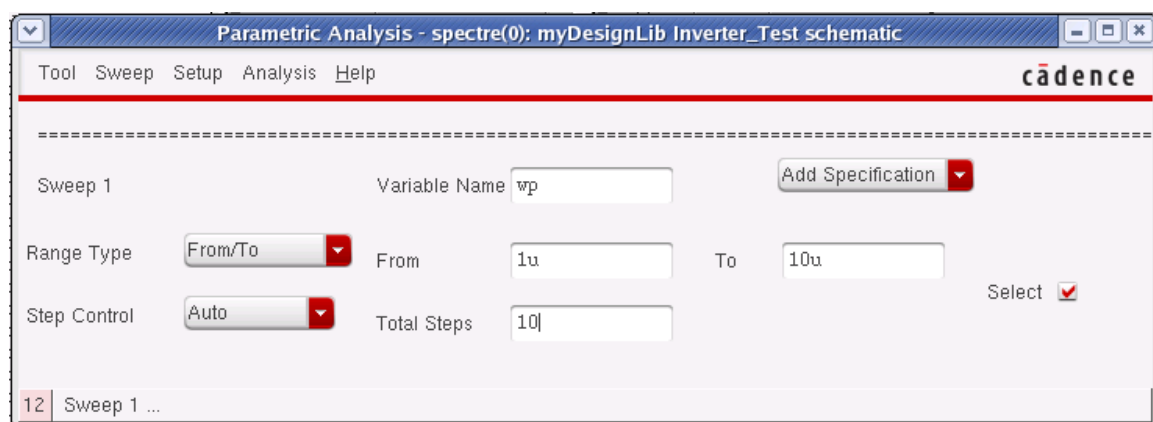 Parametric Analysis - spectre(0): myDesignLib Inverter_Test schematic
Tool Sweep Setup Analysis Help cādence
=====================================================================================================
Sweep 1 Variable Name wp Add Specification
Range Type From/To From 1u To 10u
Select
Step Control Auto Total Steps 10
12 Sweep 1 ...